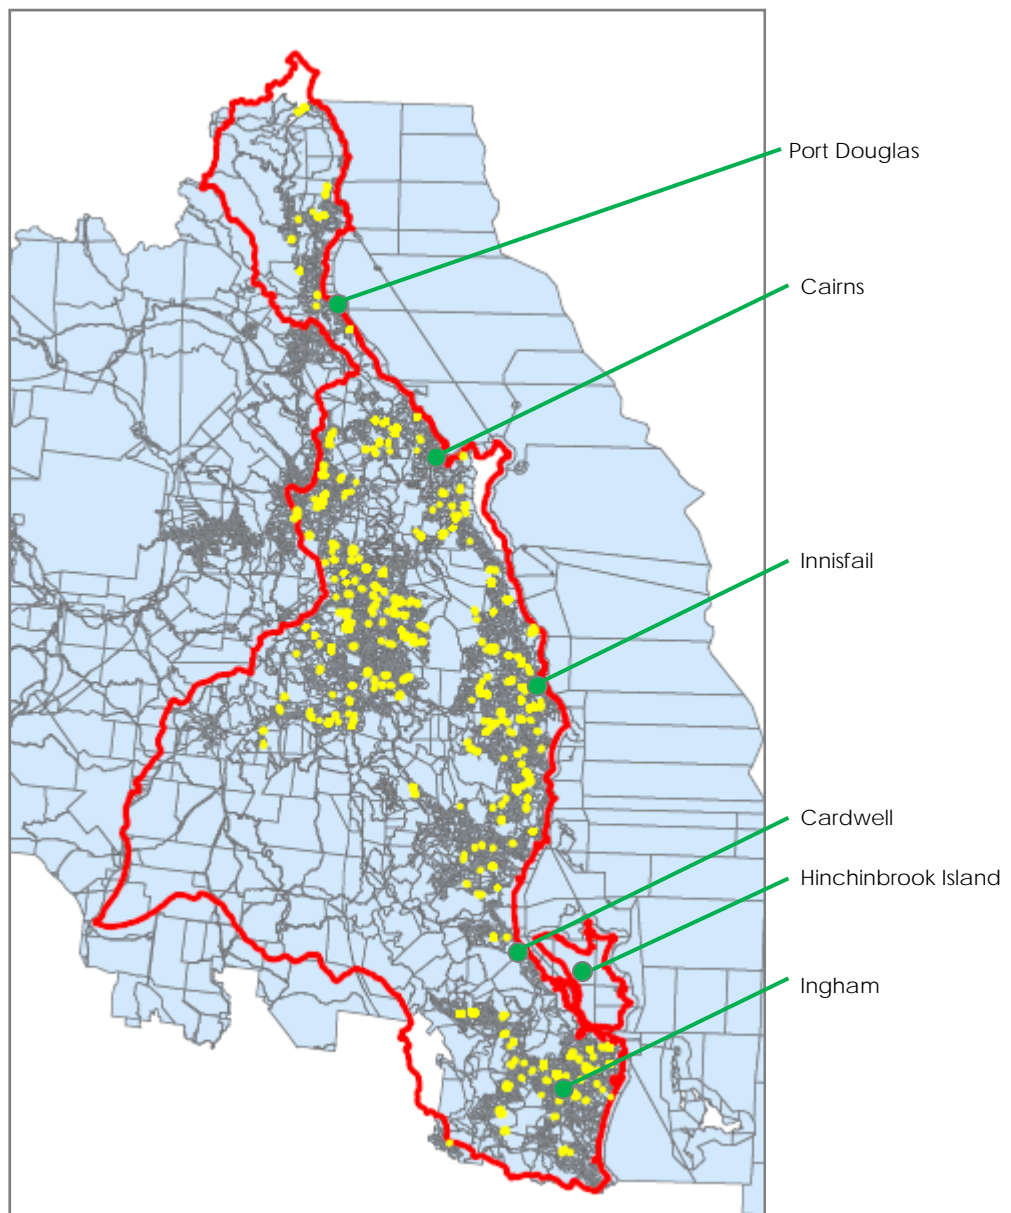 Port Douglas
Cairns
Innisfail
Cardwell
Hinchinbrook Island
Ingham